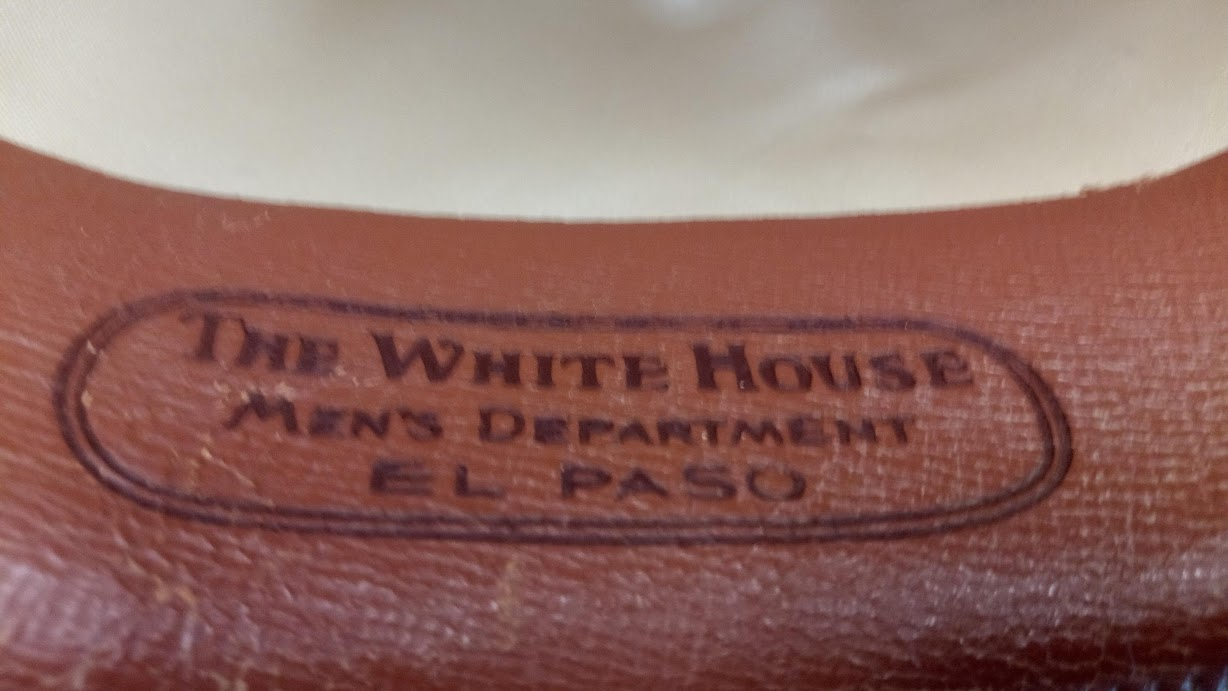 THE WHITE HOUSE
MEN'S DEPARTMENT
EL PASO